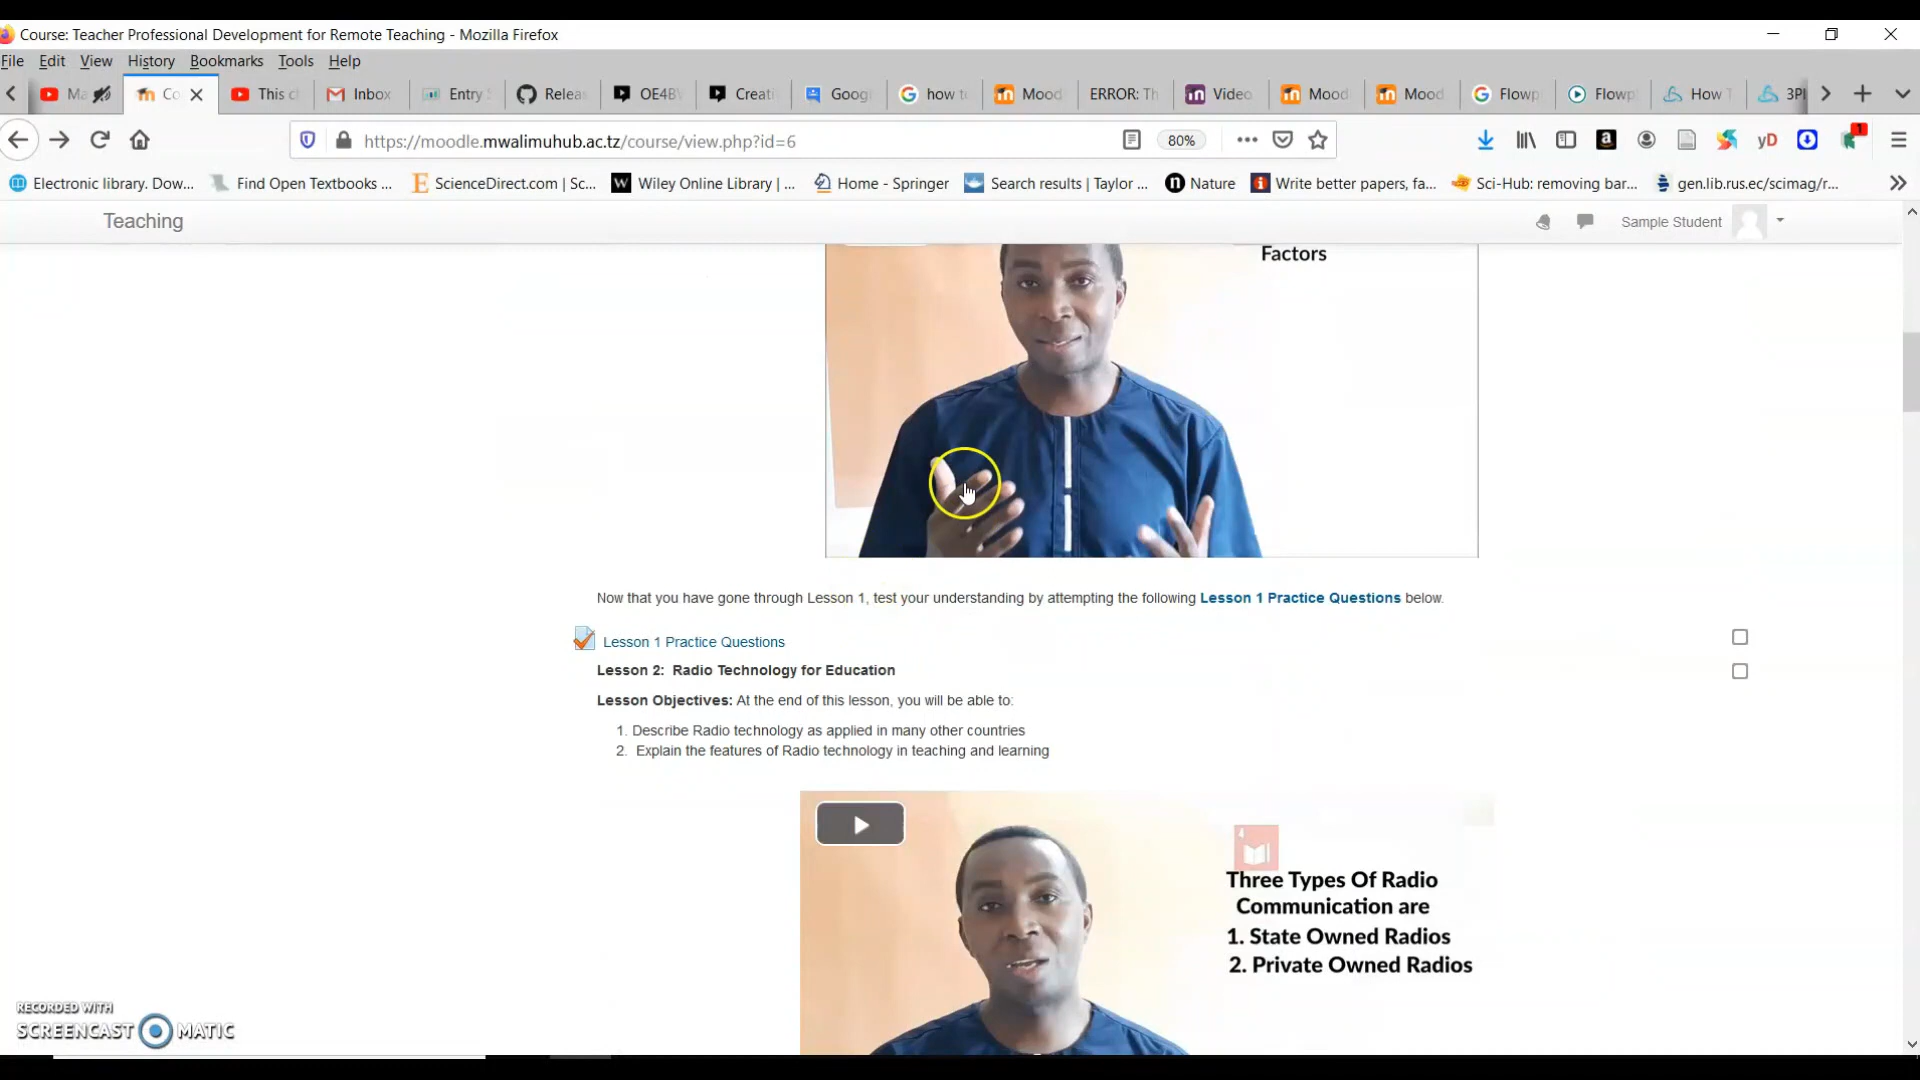 Course: Teacher Professional Development for Remote Teaching - Mozilla Firefox
File Edit View History Bookmarks Tools Help
Ma Co This c Inbox Entry Relea OE4B Creati Goog how t Mood ERROR: Th Video Mood Mood Flowp Flowp How T 3Pl
https://moodle.mwalimuhub.ac.tz/course/view.php?id=6 80% yD 1
Electronic library. Dow... Find Open Textbooks ... ScienceDirect.com | Sc... Wiley Online Library | ... Home - Springer Search results | Taylor ... Nature Write better papers, fa... Sci-Hub: removing bar... gen.lib.rus.ec/scimag/r...
Teaching Sample Student
Factors
Now that you have gone through Lesson 1, test your understanding by attempting the following Lesson 1 Practice Questions below.
Lesson 1 Practice Questions
Lesson 2: Radio Technology for Education
Lesson Objectives: At the end of this lesson, you will be able to:
1. Describe Radio technology as applied in many other countries
2. Explain the features of Radio technology in teaching and learning
4
Three Types Of Radio
Communication are
1. State Owned Radios
2. Private Owned Radios
RECORDED WITH
SCREENCAST MATIC